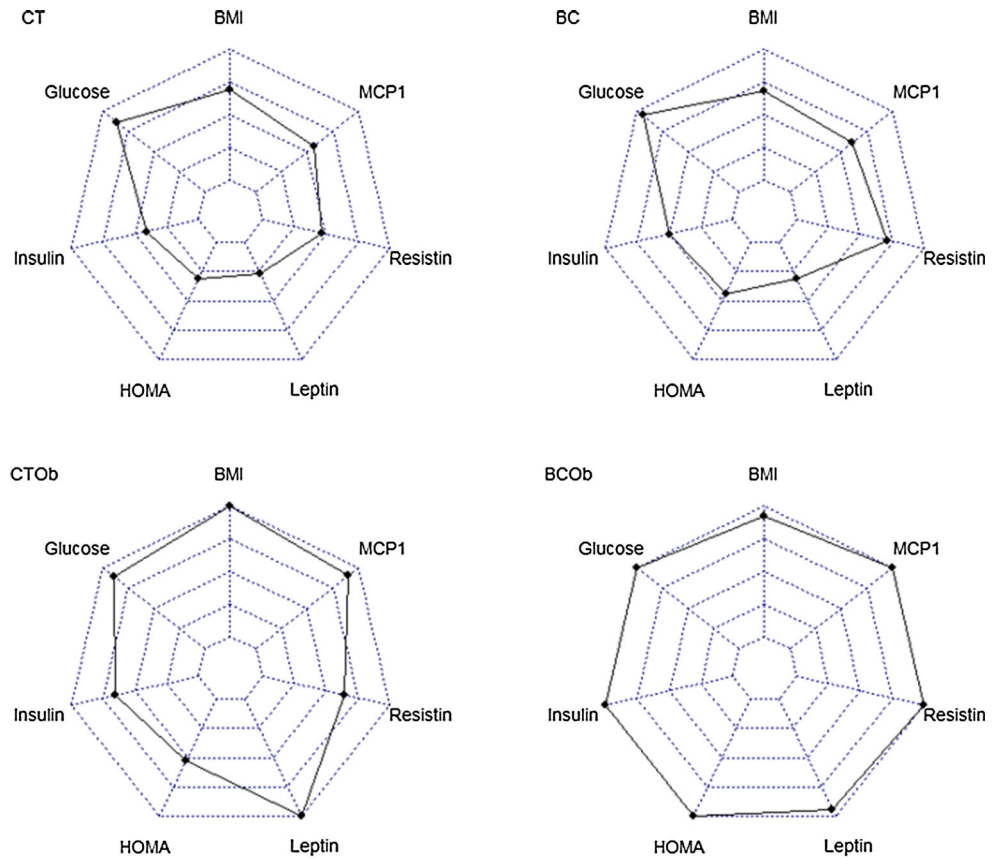 CT
BMI
BC
BMI
Glucose
MCP1
Glucose
MCP1
Insulin
Resistin
Insulin
Resistin
HOMA
Leptin
HOMA
Leptin
CTOb
BMI
BCOb
BMI
Glucose
MCP1
Glucose
MCP1
Insulin
Resistin
Insulin
Resistin
HOMA
Leptin
HOMA
Leptin